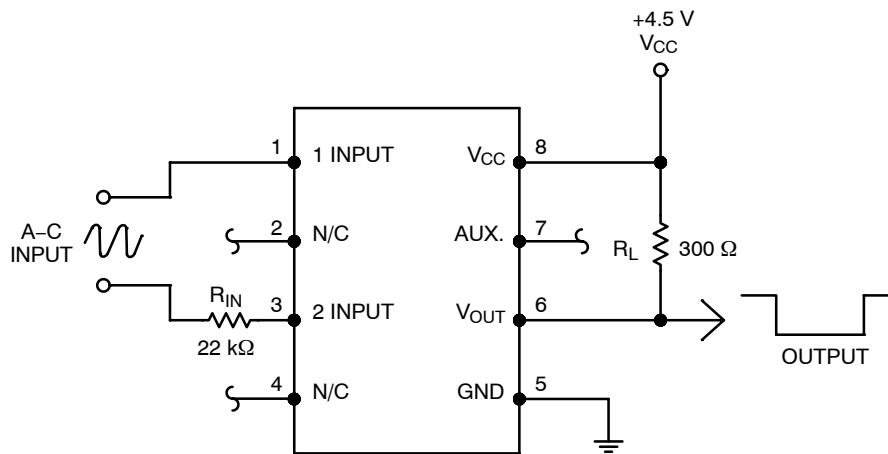 +4.5 V
VCC
1
1 INPUT
VCC
8
A–C
INPUT
2
N/C
AUX.
7
RL
300 Ω
RIN
22 kΩ
3
2 INPUT
VOUT
6
OUTPUT
4
N/C
GND
5